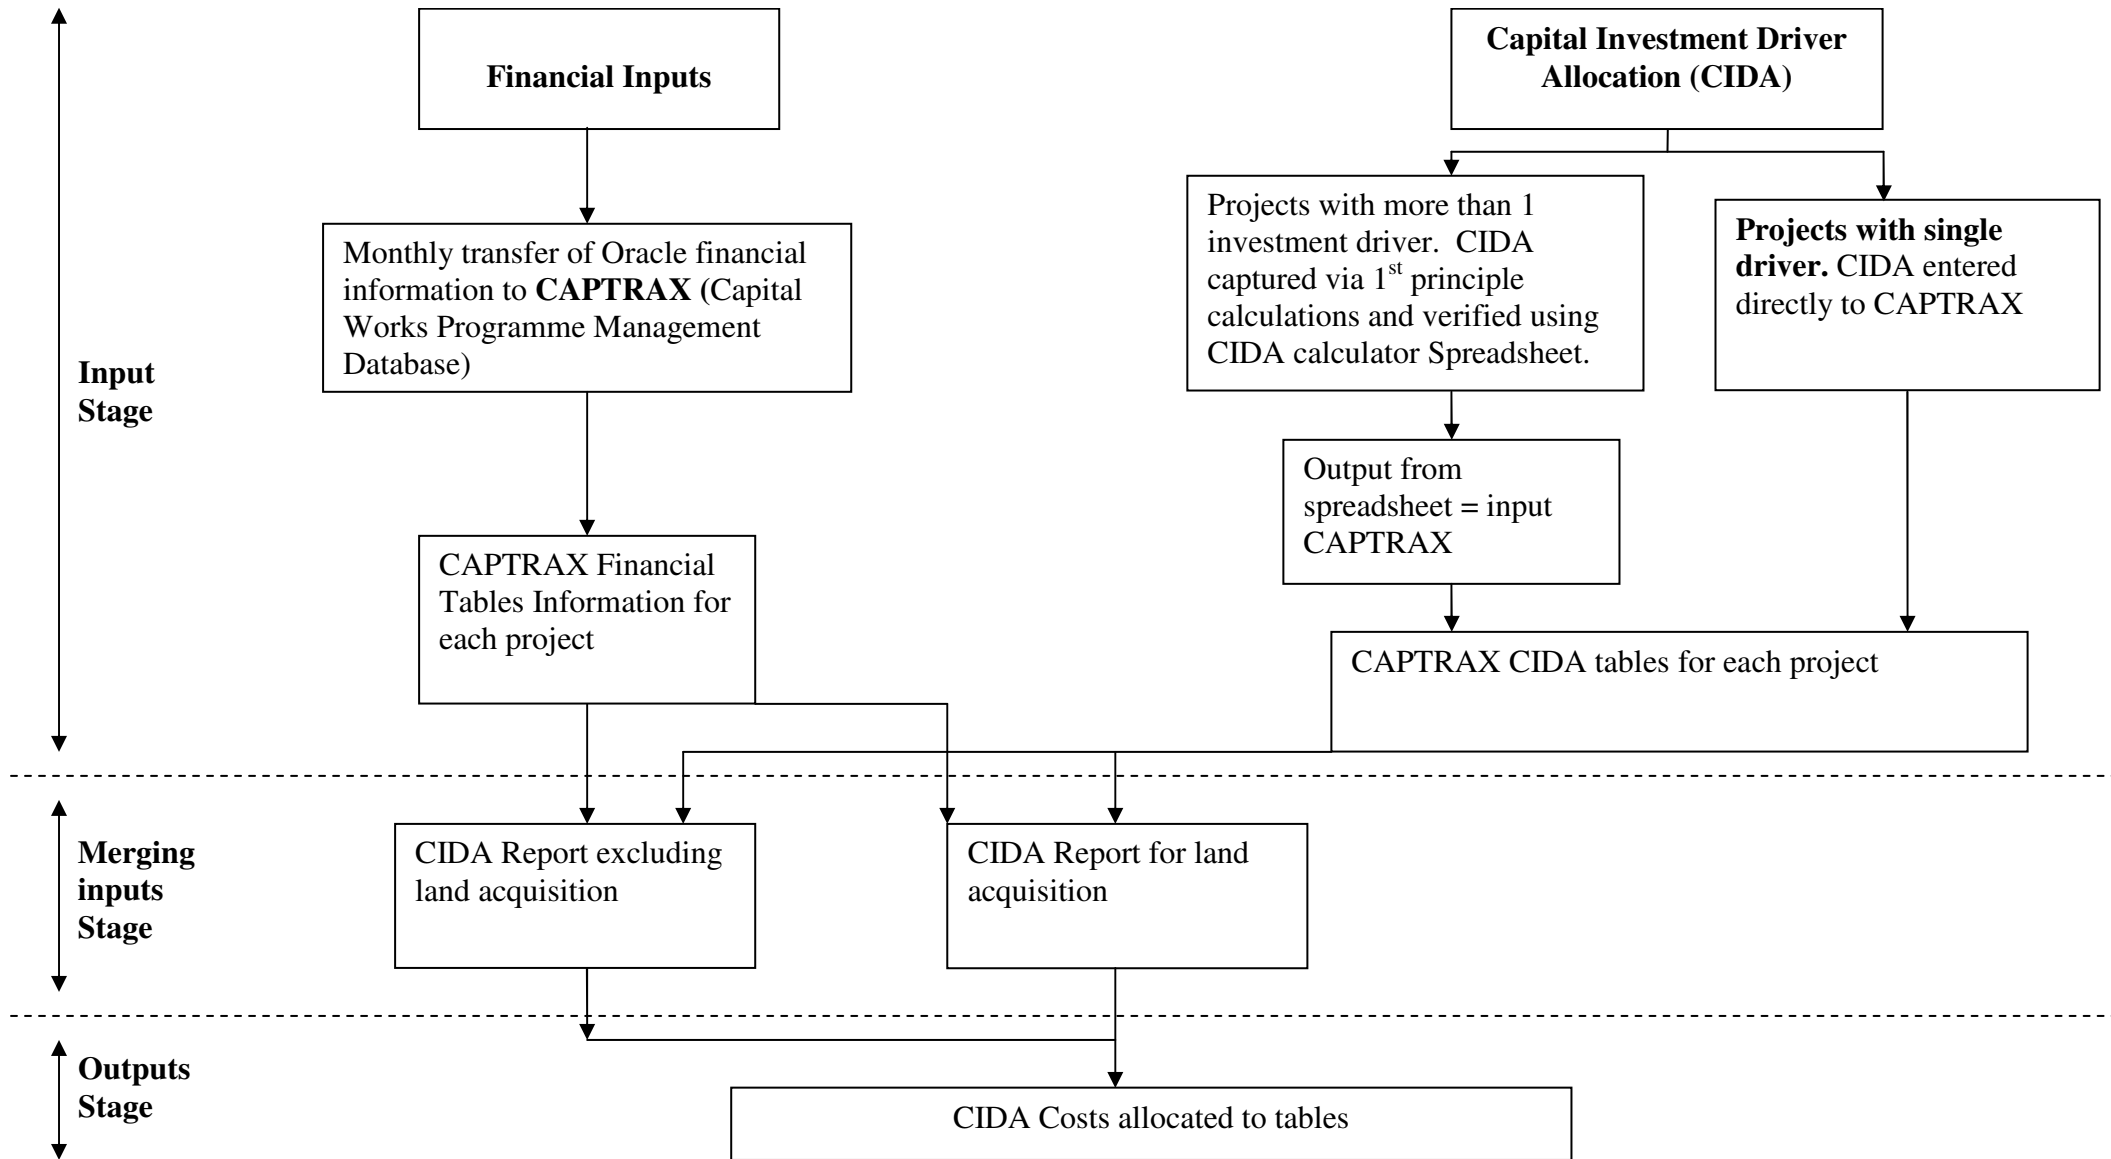 Financial Inputs
Capital Investment Driver
Allocation (CIDA)
Monthly transfer of Oracle financial
information to CAPTRAX (Capital
Works Programme Management
Database)
Projects with more than 1
investment driver.  CIDA
captured via 1st principle
calculations and verified using
CIDA calculator Spreadsheet.
Projects with single
driver. CIDA entered
directly to CAPTRAX
Input
Stage
Output from
spreadsheet = input
CAPTRAX
CAPTRAX Financial
Tables Information for
each project
CAPTRAX CIDA tables for each project
Merging
inputs
Stage
CIDA Report excluding
land acquisition
CIDA Report for land
acquisition
Outputs
Stage
CIDA Costs allocated to tables